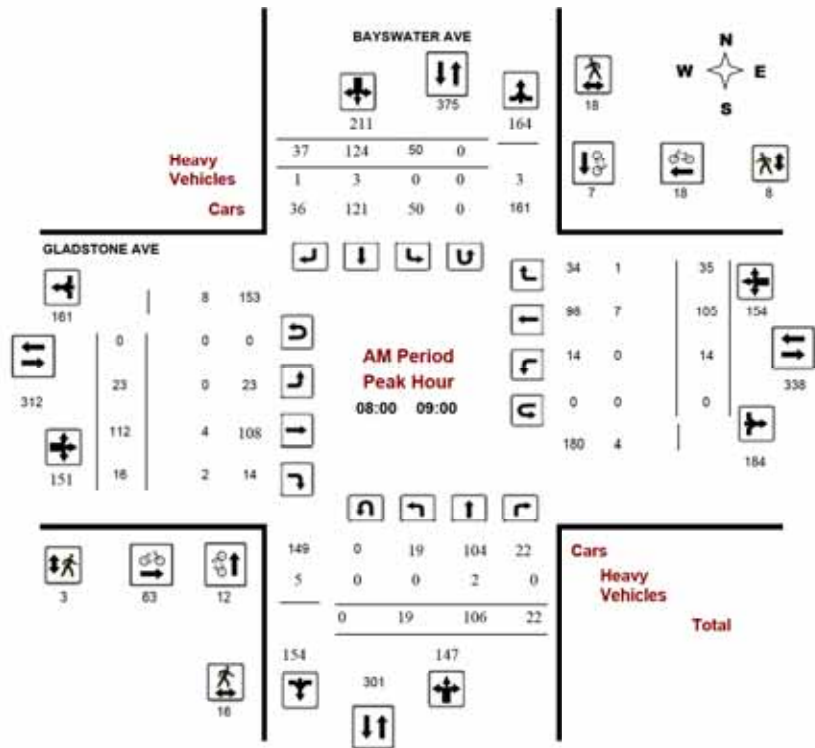 BAYSWATER AVE
N
W E
S
375
18
211 164
37 124 50 0
Heavy
Vehicles
1 3 0 0 3
7 18 8
Cars
36 121 50 0 161
GLADSTONE AVE
34 1 35
161
8 153
98 7 105 154
0 0 0
AM Period
Peak Hour
08:00 09:00
14 0 14
23 0 23
312
338
0 0 0
112 4 108
180 4
184
151
16 2 14
149 0 19 104 22
Cars
5 0 0 2 0
Heavy
Vehicles
3 63 12
0 19 106 22
Total
154 147
301
16